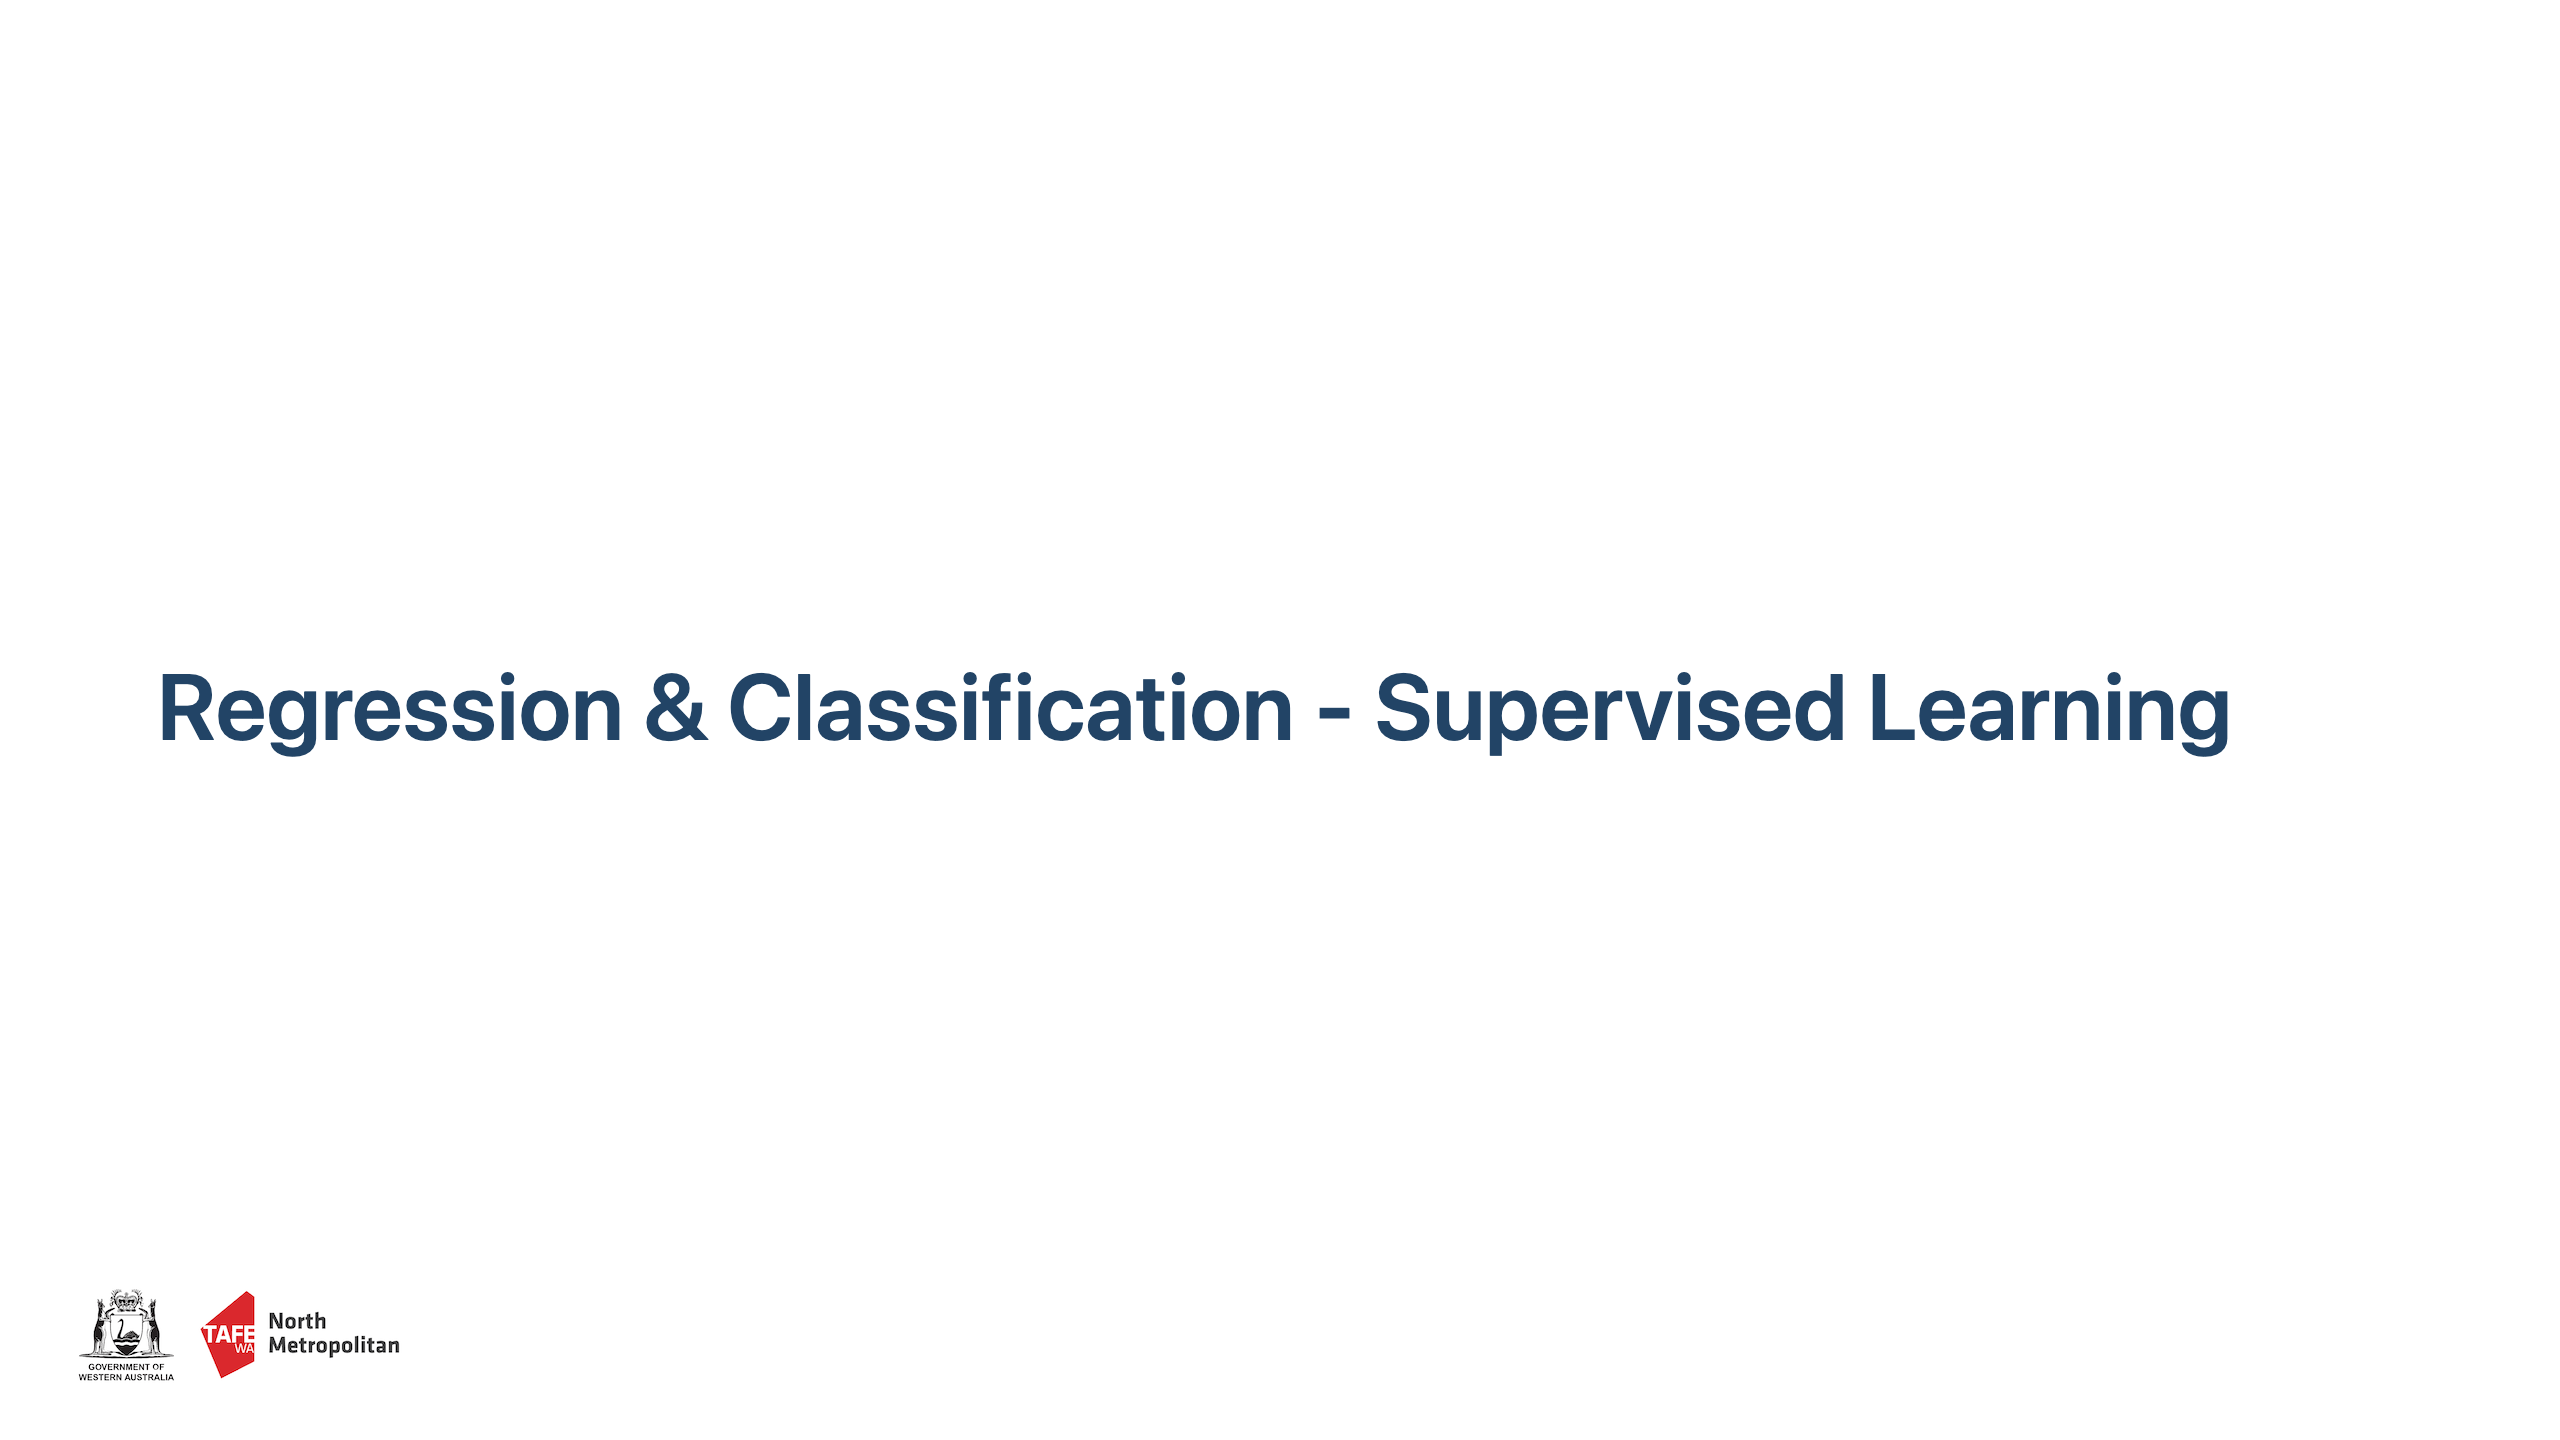 Regression & Classification - Supervised Learning
GOVERNMENT OF
WESTERN AUSTRALIA
TAFE
WA
North
Metropolitan